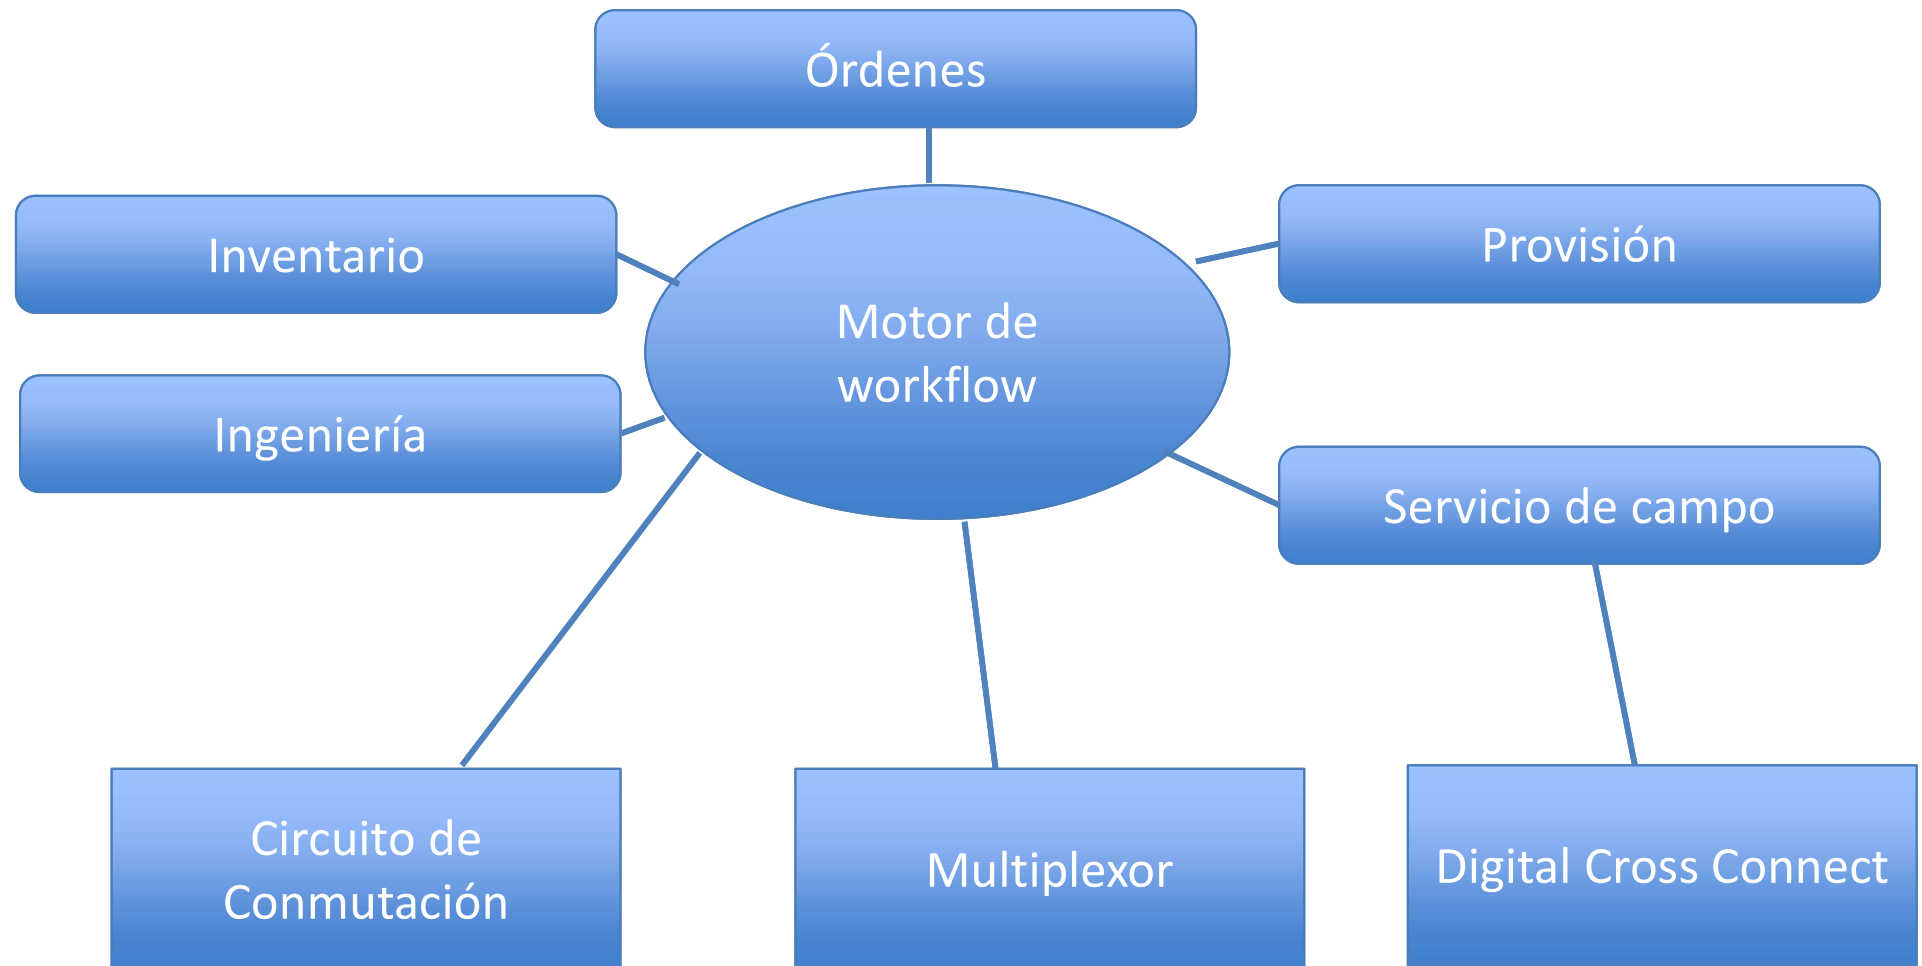 Órdenes
Inventario
Provisión
Motor de
workflow
Ingeniería
Servicio de campo
Circuito de
Conmutación
Multiplexor
Digital Cross Connect